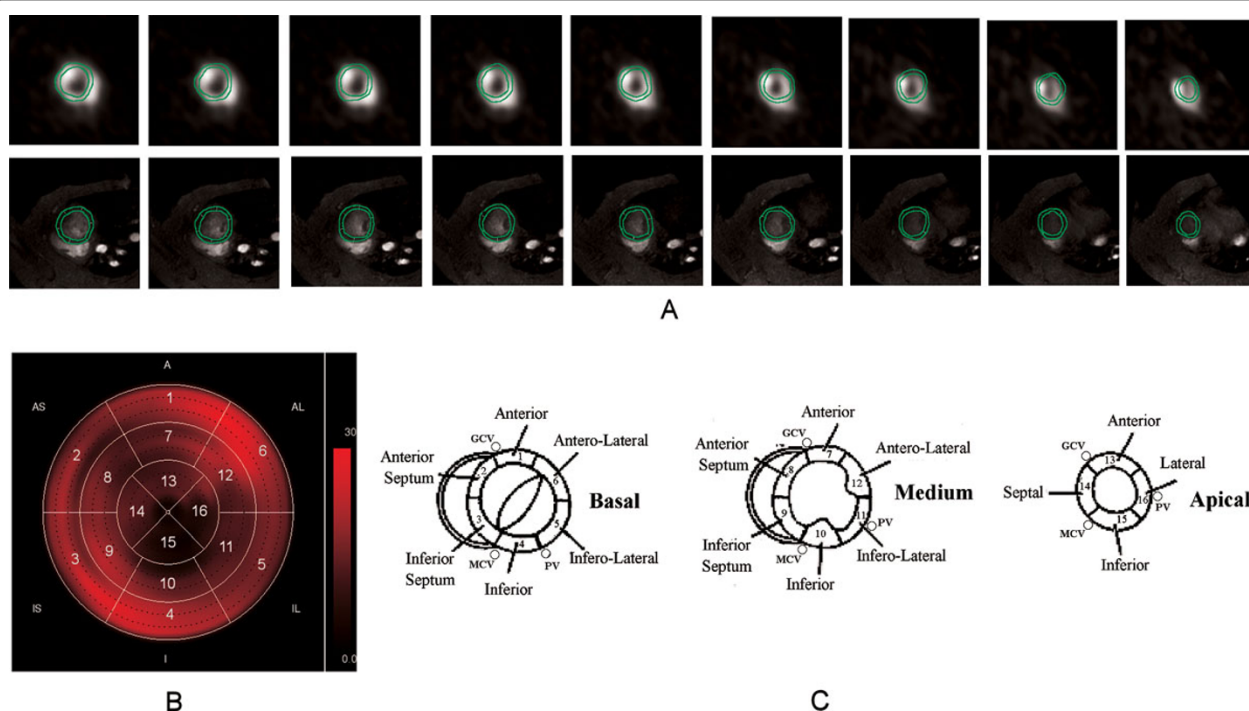 A
A
AS
AL
1
2
6
7
8
12
13
14
16
15
9
11
3
5
10
4
IS
IL
I
30
0.0
B
Anterior
GCV
Antero-Lateral
Anterior
Septum
1
2
6
Basal
3
5
4
Inferior
Septum
MCV
PV
Infero-Lateral
Inferior
Anterior
GCV
Anterior
Septum
Antero-Lateral
7
8
12
Medium
9
11
PV
10
Inferior
Septum
MCV
Infero-Lateral
Inferior
Anterior
GCV
13
Lateral
Septal
14
16
PV
Apical
MCV
15
Inferior
C